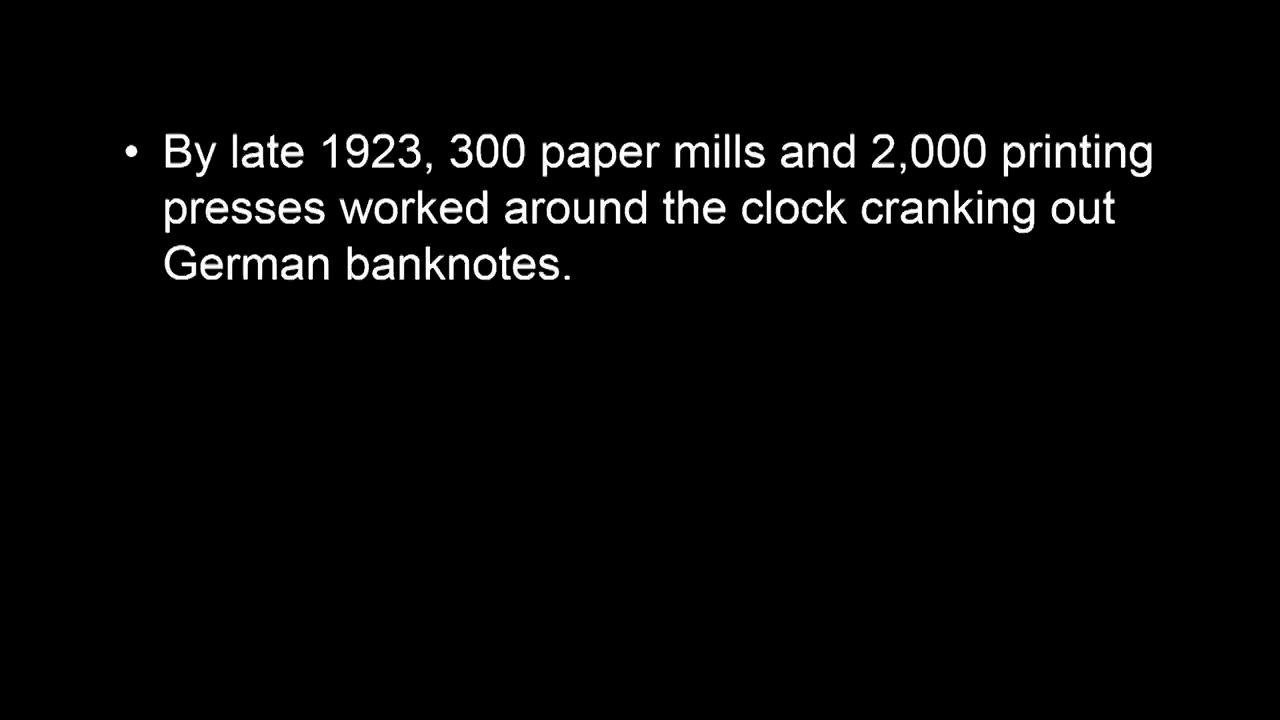 • By late 1923, 300 paper mills and 2,000 printing
presses worked around the clock cranking out
German banknotes.